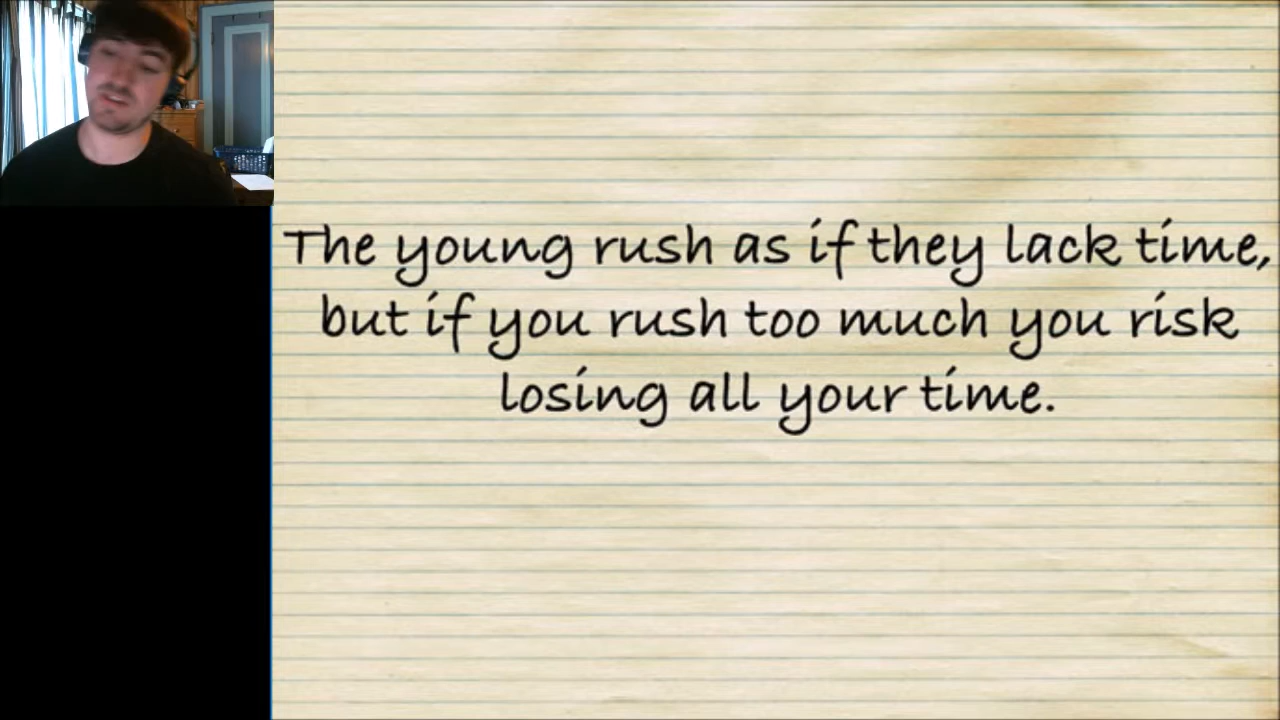 The young rush as if they lack time,
but if you rush too much you risk
losing all your time.